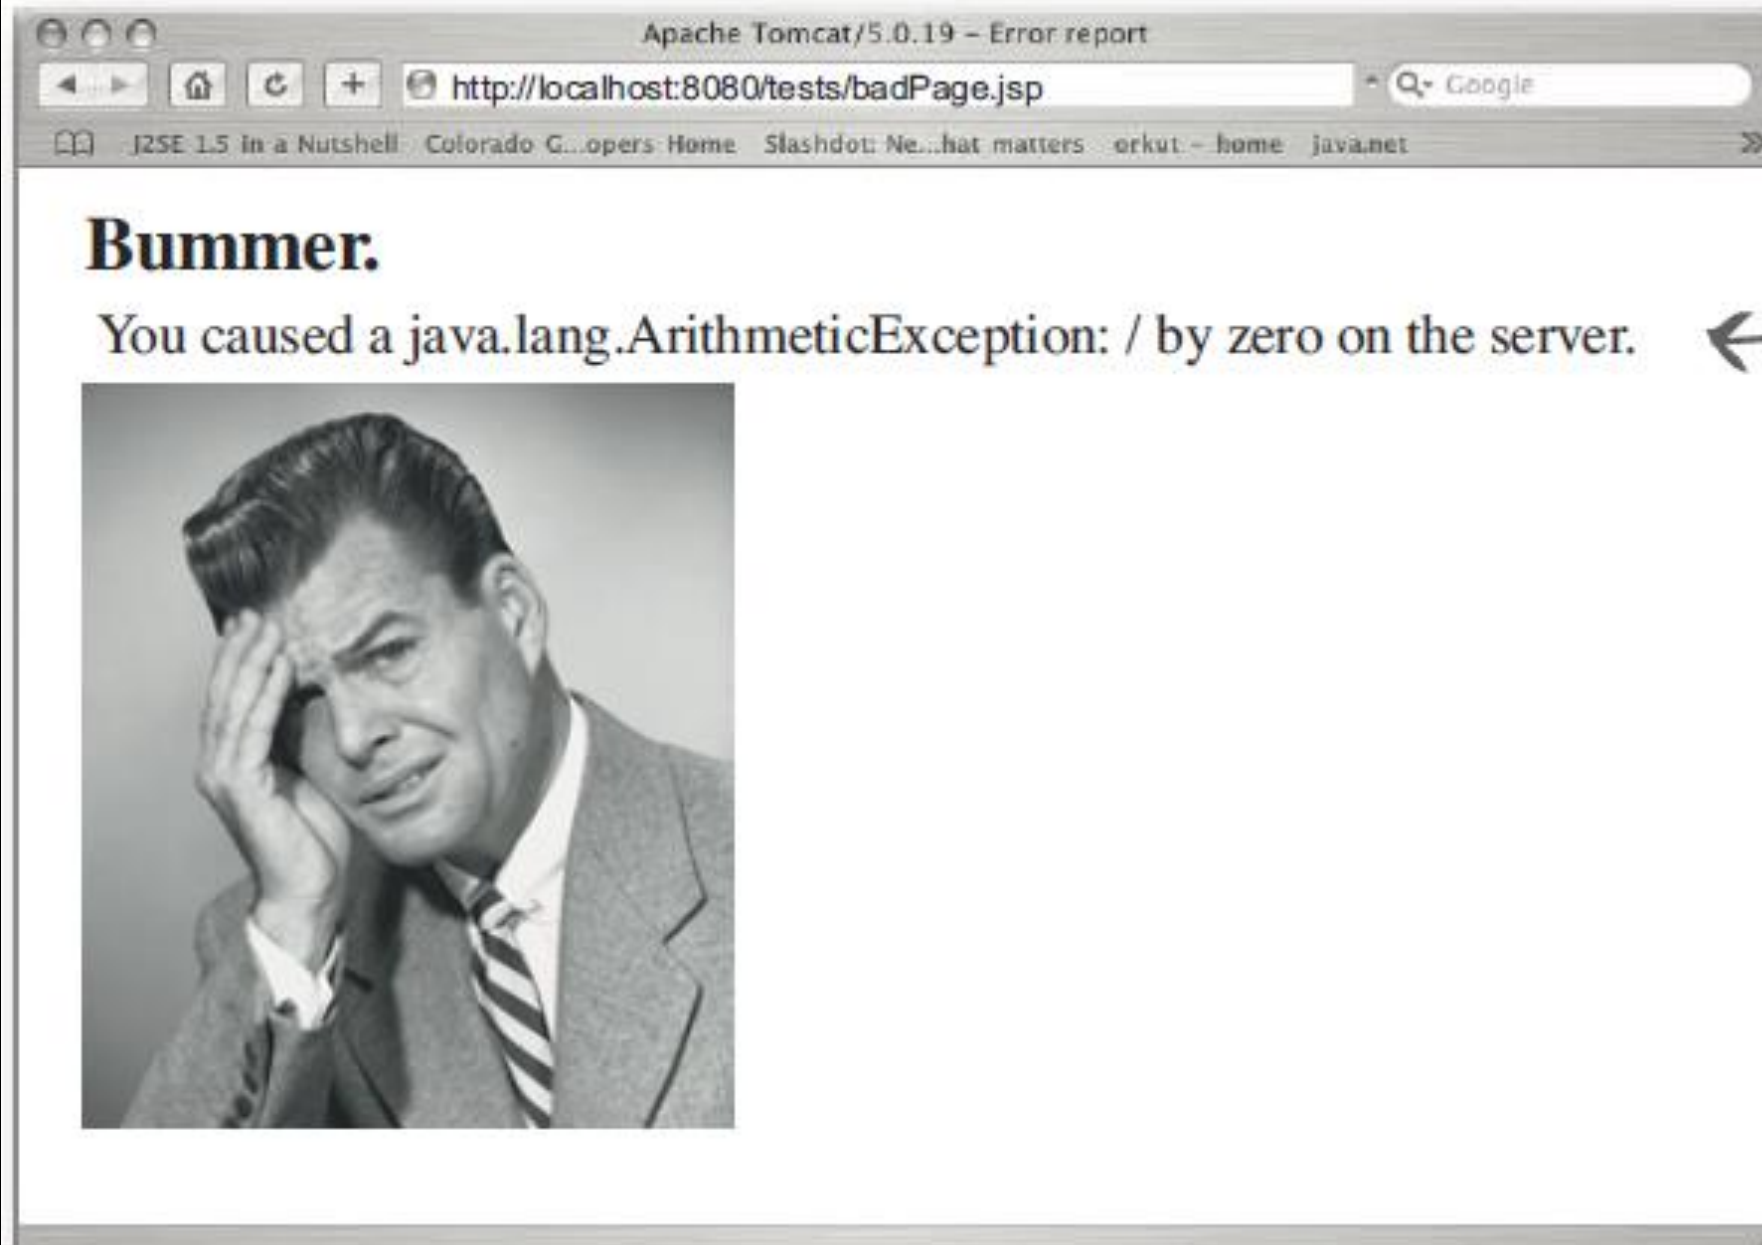 Apache Tomcat/5.0.19 – Error report
http://localhost:8080/tests/badPage.jsp
Google
J2SE 1.5 in a Nutshell Colorado G...opers Home Slashdot: Ne...hat matters orkut – home java.net
Bummer.
You caused a java.lang.ArithmeticException: / by zero on the server.